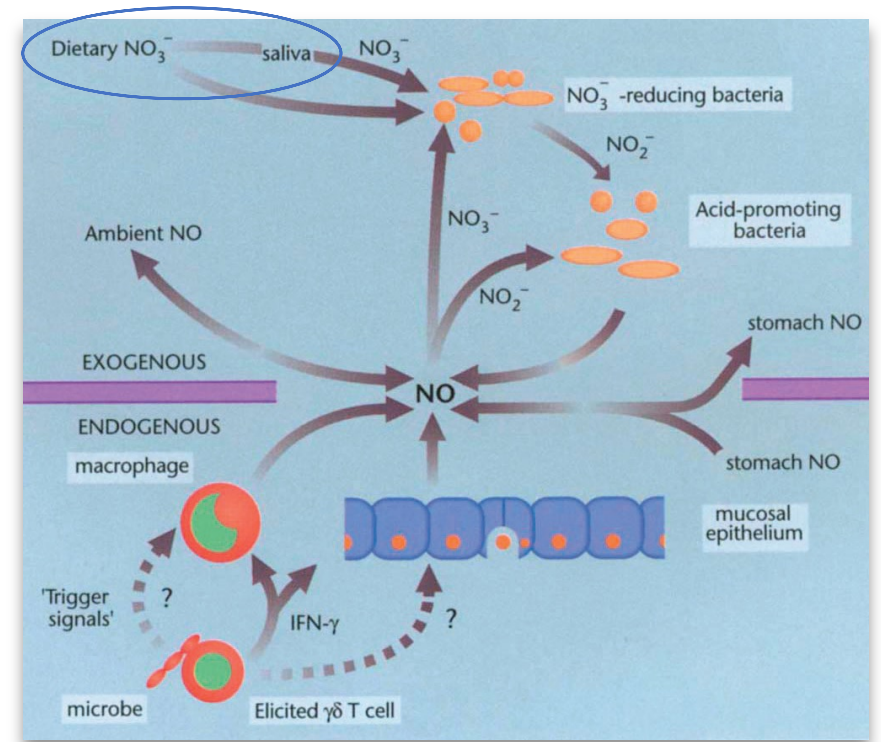 Dietary NO₃⁻
saliva
NO₃⁻
NO₃⁻ -reducing bacteria
NO₂⁻
Acid-promoting
bacteria
NO₃⁻
Ambient NO
NO₂⁻
stomach NO
EXOGENOUS
NO
ENDOGENOUS
macrophage
stomach NO
mucosal
epithelium
'Trigger
signals'
?
IFN-γ
?
microbe
Elicited γδ T cell